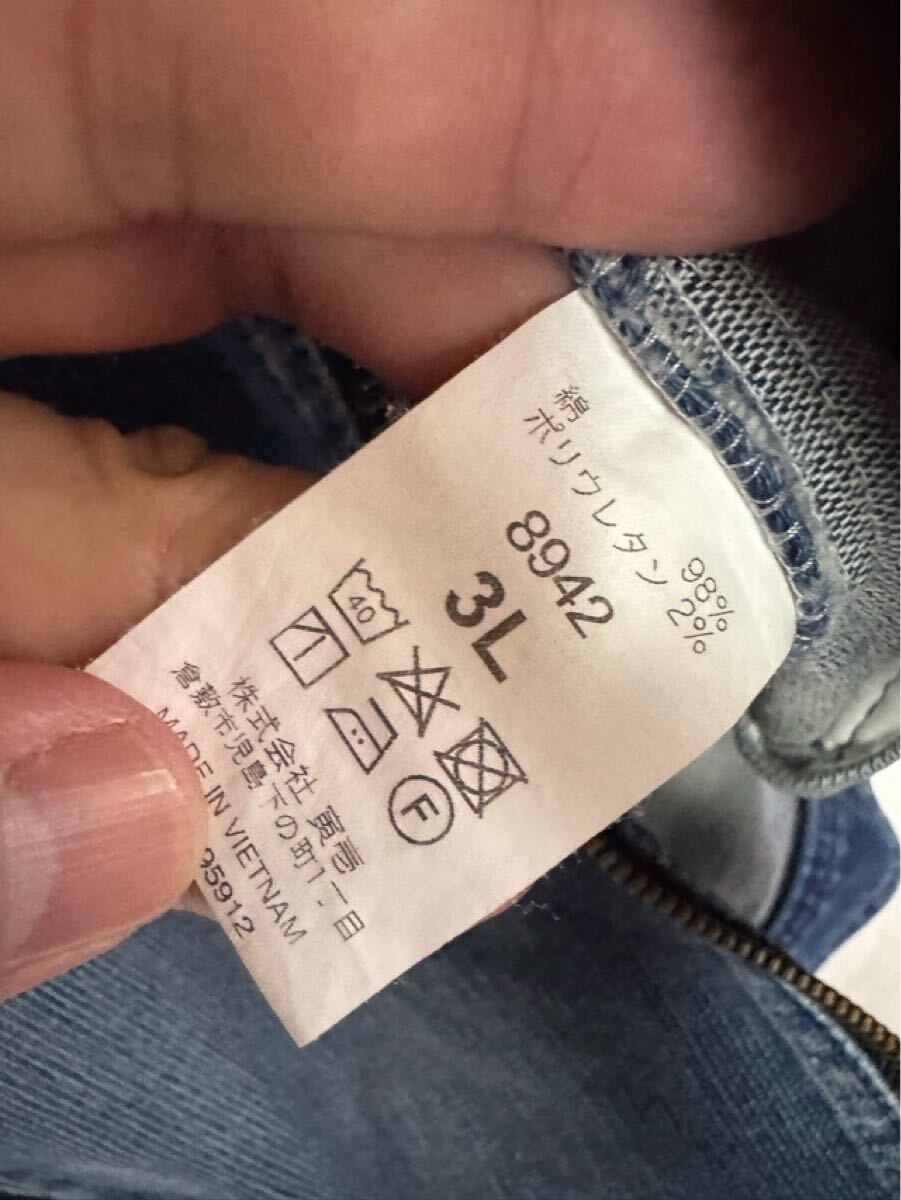 綿 98%
ポリウレタン 2%
8942
3L
40
F
株式会社 寅壱
倉敷市児島下の町1丁目
MADE IN VIETNAM
95912